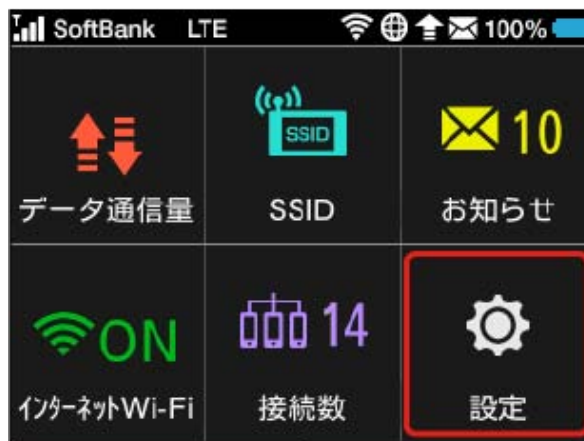 SoftBank LTE 100%
SSID
10
データ通信量
SSID
お知らせ
ON
14
インターネットWi-Fi
接続数
設定